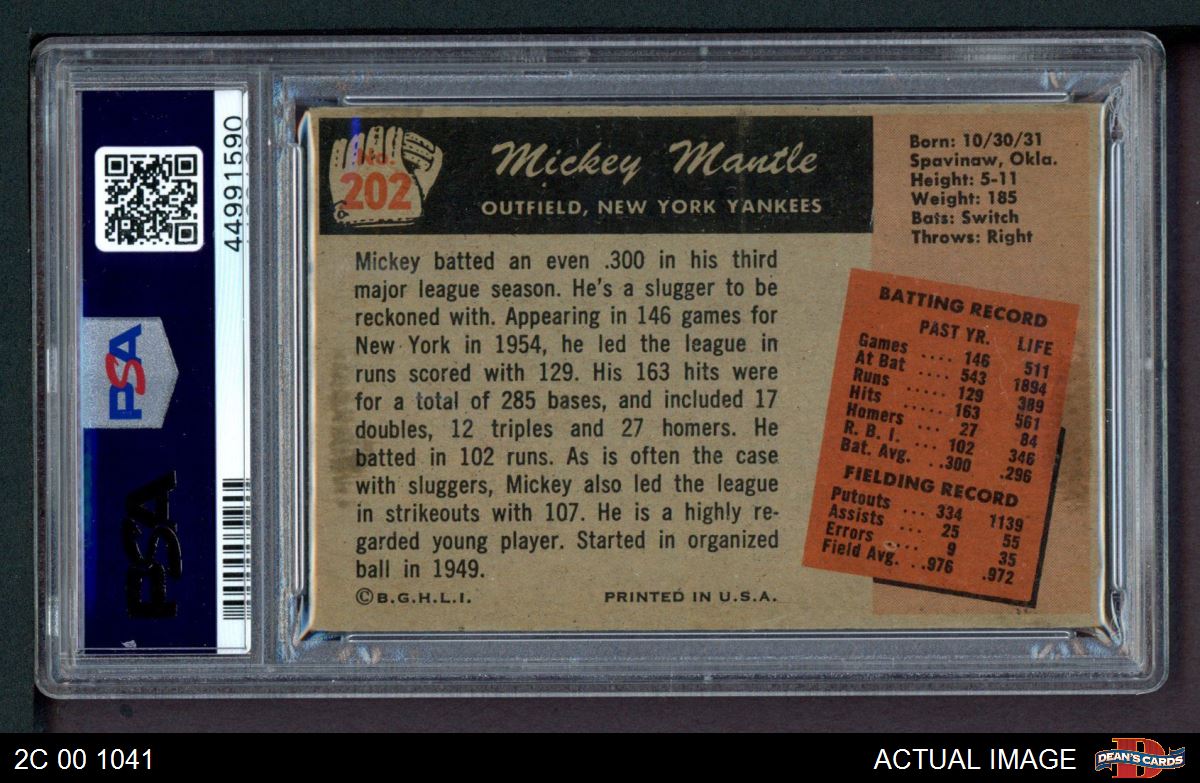 44991590
PSA
PSA
No.
202
Mickey Mantle
OUTFIELD, NEW YORK YANKEES
Born: 10/30/31
Spavinaw, Okla.
Height: 5-11
Weight: 185
Bats: Switch
Throws: Right
Mickey batted an even .300 in his third
major league season. He's a slugger to be
reckoned with. Appearing in 146 games for
New York in 1954, he led the league in
runs scored with 129. His 163 hits were
for a total of 285 bases, and included 17
doubles, 12 triples and 27 homers. He
batted in 102 runs. As is often the case
with sluggers, Mickey also led the league
in strikeouts with 107. He is a highly re-
garded young player. Started in organized
ball in 1949.
©B.G.H.L.I. PRINTED IN U.S.A.
BATTING RECORD
PAST YR. LIFE
Games .... 146 511
At Bat .... 543 1894
Runs ..... 129 389
Hits ..... 163 561
Homers .... 27 84
R. B. I. ... 102 346
Bat. Avg. ..300 .296
FIELDING RECORD
Putouts ... 334 1139
Assists ... 25 55
Errors .... 9 35
Field Avg. ..976 .972
2C 00 1041
ACTUAL IMAGE
D
DEAN'S CARDS